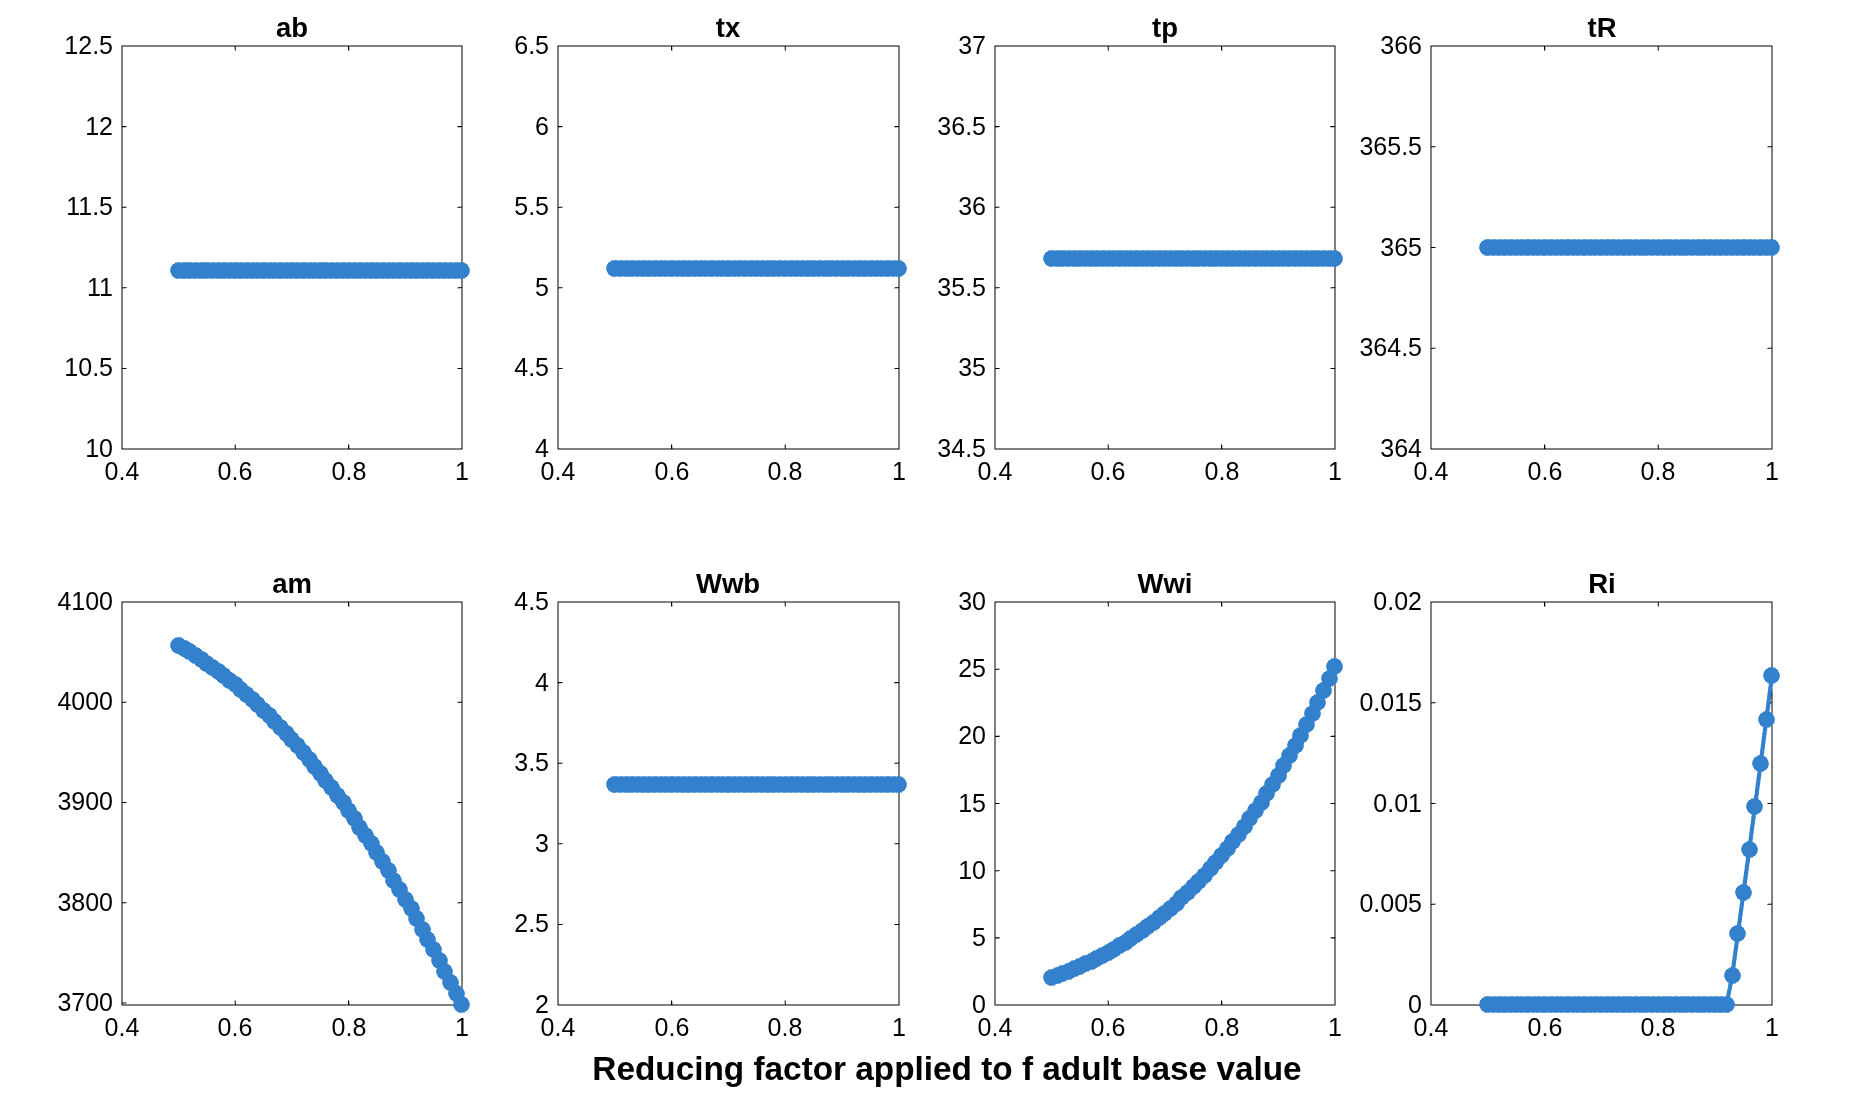 ab
tx
tp
tR
12.5
12
11.5
11
10.5
10
0.4 0.6 0.8 1
6.5
6
5.5
5
4.5
4
0.4 0.6 0.8 1
37
36.5
36
35.5
35
34.5
0.4 0.6 0.8 1
366
365.5
365
364.5
364
0.4 0.6 0.8 1
am
Wwb
Wwi
Ri
4100
4000
3900
3800
3700
0.4 0.6 0.8 1
4.5
4
3.5
3
2.5
2
0.4 0.6 0.8 1
30
25
20
15
10
5
0
0.4 0.6 0.8 1
0.02
0.015
0.01
0.005
0
0.4 0.6 0.8 1
Reducing factor applied to f adult base value